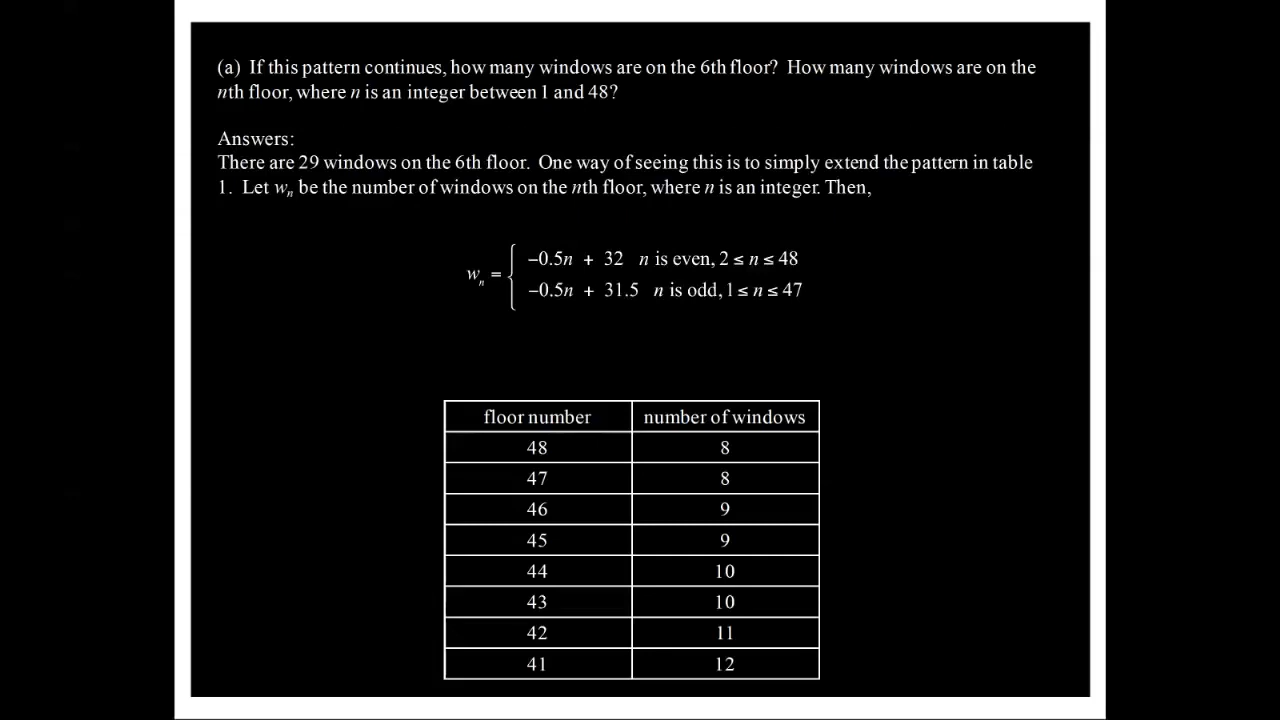 (a) If this pattern continues, how many windows are on the 6th floor? How many windows are on the
nth floor, where n is an integer between 1 and 48?
Answers:
There are 29 windows on the 6th floor. One way of seeing this is to simply extend the pattern in table
1. Let wₙ be the number of windows on the nth floor, where n is an integer. Then,
wₙ = { −0.5n + 32 n is even, 2 ≤ n ≤ 48
−0.5n + 31.5 n is odd, 1 ≤ n ≤ 47
floor number number of windows
48 8
47 8
46 9
45 9
44 10
43 10
42 11
41 12